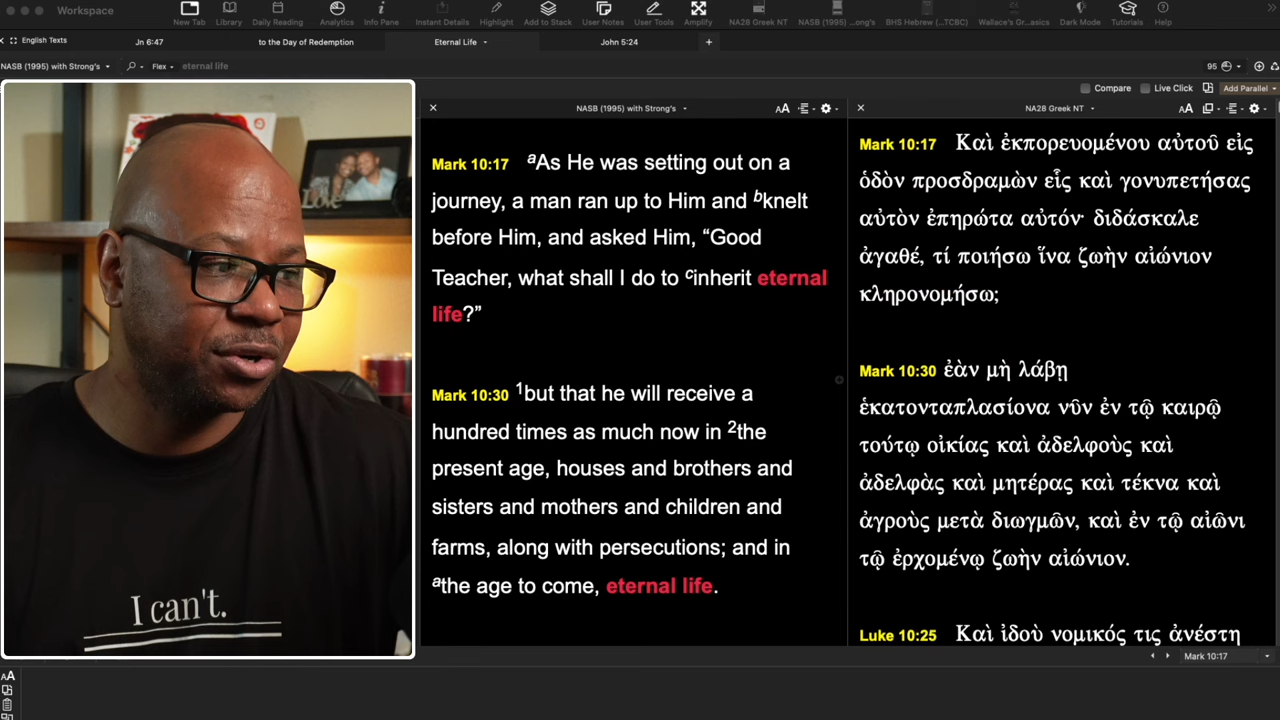 Workspace
New Tab
Library
Daily Reading
Analytics
Info Pane
Instant Details
Highlight
Add to Stack
User Notes
User Tools
Amplify
NA28 Greek NT
NASB (1995) ...ong's
BHS Hebrew (...TCBC)
Wallace's Gr...asics
Dark Mode
Tutorials
Help
English Texts
Jn 6:47
to the Day of Redemption
Eternal Life
John 5:24
NASB (1995) with Strong's
Flex
eternal life
95
Compare
Live Click
Add Parallel
NASB (1995) with Strong's
Mark 10:17 aAs He was setting out on a
journey, a man ran up to Him and bknelt
before Him, and asked Him, “Good
Teacher, what shall I do to cinherit eternal
life?”
Mark 10:30 1but that he will receive a
hundred times as much now in 2the
present age, houses and brothers and
sisters and mothers and children and
farms, along with persecutions; and in
athe age to come, eternal life.
NA28 Greek NT
Mark 10:17 Καὶ ἐκπορευομένου αὐτοῦ εἰς
ὁδὸν προσδραμὼν εἷς καὶ γονυπετήσας
αὐτὸν ἐπηρώτα αὐτόν· διδάσκαλε
ἀγαθέ, τί ποιήσω ἵνα ζωὴν αἰώνιον
κληρονομήσω;
Mark 10:30 ἐὰν μὴ λάβῃ
ἑκατονταπλασίονα νῦν ἐν τῷ καιρῷ
τούτῳ οἰκίας καὶ ἀδελφοὺς καὶ
ἀδελφὰς καὶ μητέρας καὶ τέκνα καὶ
ἀγροὺς μετὰ διωγμῶν, καὶ ἐν τῷ αἰῶνι
τῷ ἐρχομένῳ ζωὴν αἰώνιον.
Luke 10:25 Καὶ ἰδοὺ νομικός τις ἀνέστη
Mark 10:17
Love
I can't.